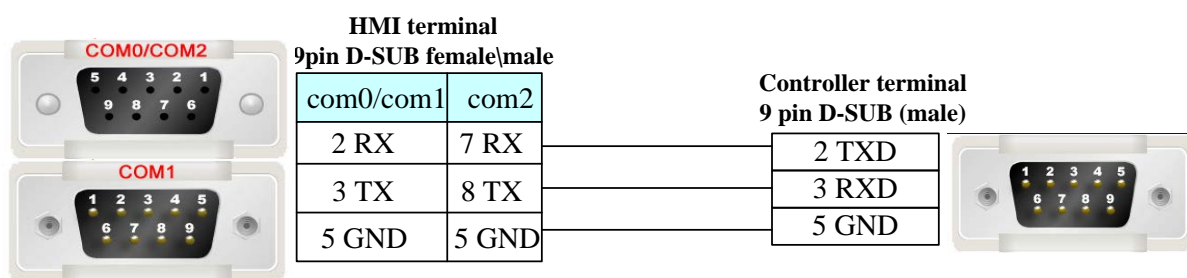 COM0/COM2
5 4 3 2 1
9 8 7 6
COM1
1 2 3 4 5
6 7 8 9
HMI terminal
9pin D-SUB female\male
com0/com1 com2
2 RX 7 RX
3 TX 8 TX
5 GND 5 GND
Controller terminal
9 pin D-SUB (male)
2 TXD
3 RXD
5 GND
1 2 3 4 5
6 7 8 9